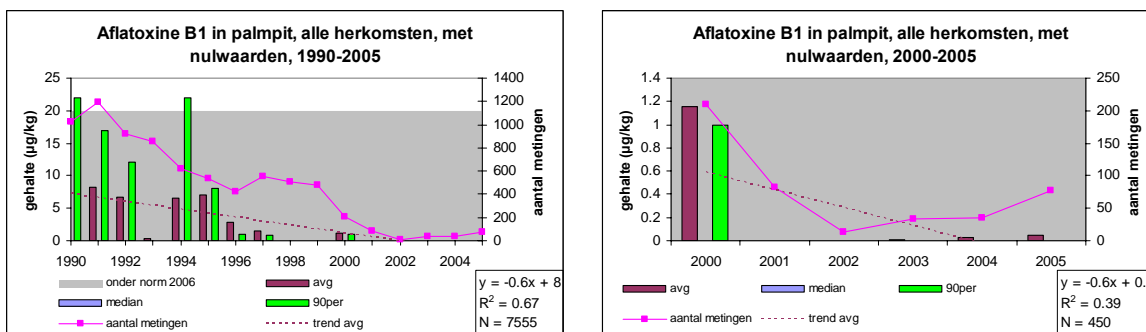 Aflatoxine B1 in palmpit, alle herkomsten, met
nulwaarden, 1990-2005
gehalte (µg/kg)
25
20
15
10
5
0
1400
1200
1000
800
600
400
200
0
aantal metingen
1990 1992 1994 1996 1998 2000 2002 2004
onder norm 2006
avg
median
90per
aantal metingen
trend avg
y = -0.6x + 8
R² = 0.67
N = 7555
Aflatoxine B1 in palmpit, alle herkomsten, met
nulwaarden, 2000-2005
gehalte (µg/kg)
1.4
1.2
1
0.8
0.6
0.4
0.2
0
250
200
150
100
50
0
aantal metingen
2000 2001 2002 2003 2004 2005
avg
median
90per
aantal metingen
trend avg
y = -0.6x + 0.
R² = 0.39
N = 450